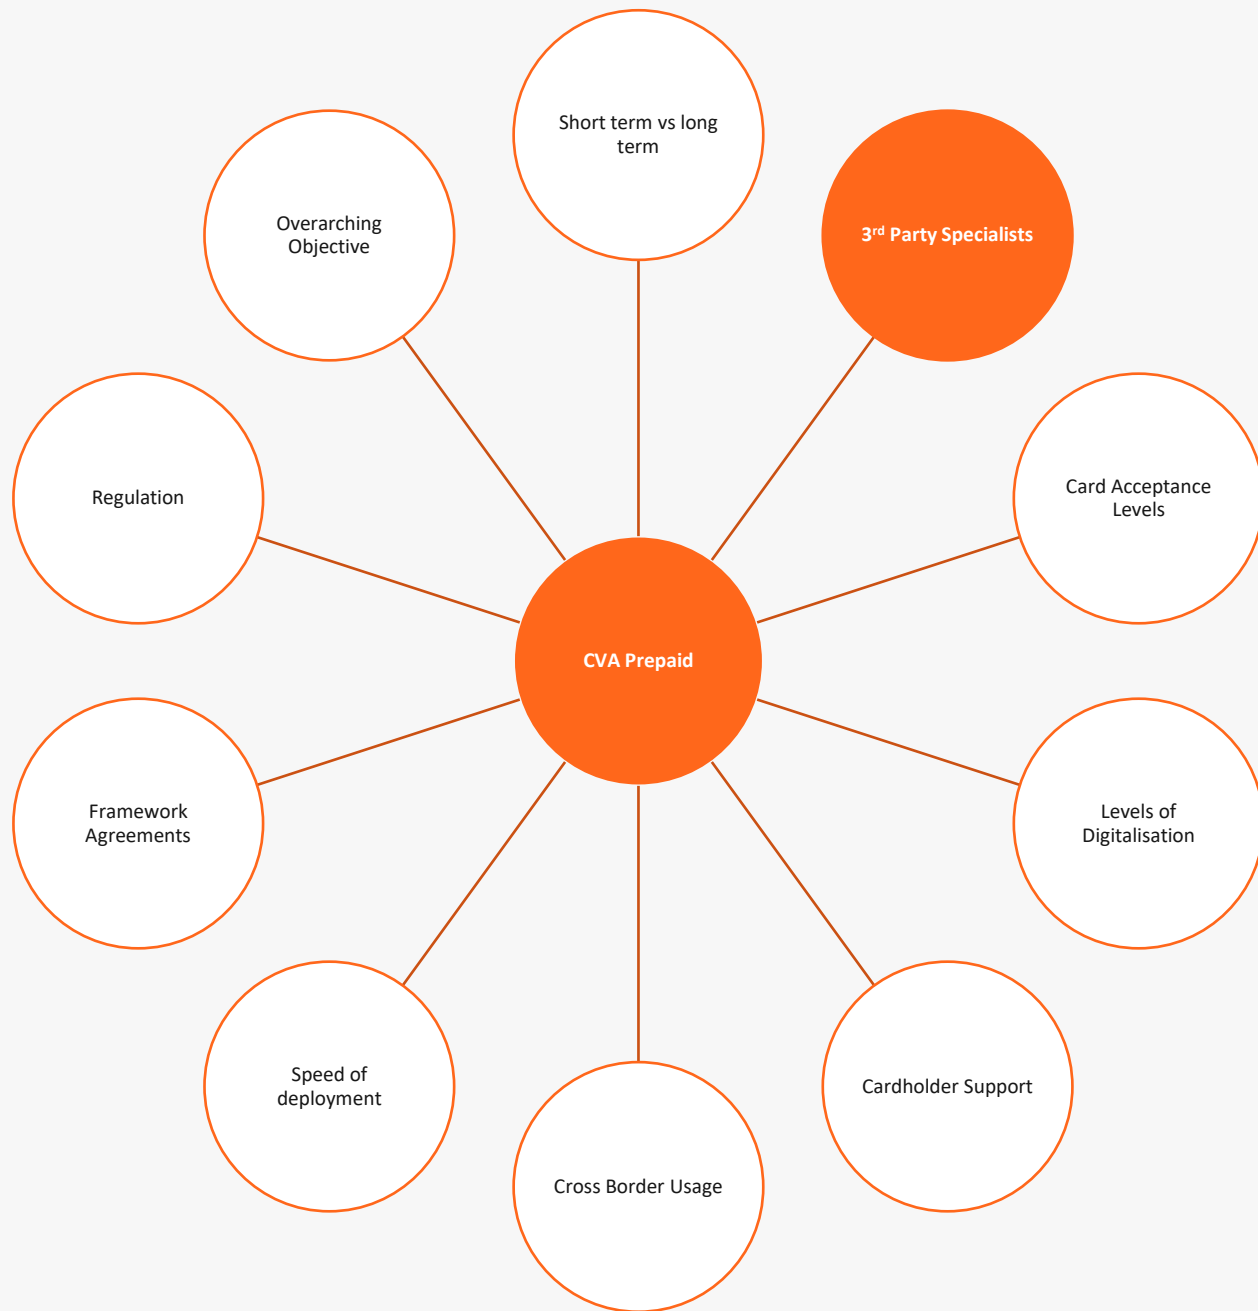 Short term vs long
term
3rd Party Specialists
Overarching
Objective
Card Acceptance
Levels
Regulation
CVA Prepaid
Levels of
Digitalisation
Framework
Agreements
Cardholder Support
Speed of
deployment
Cross Border Usage